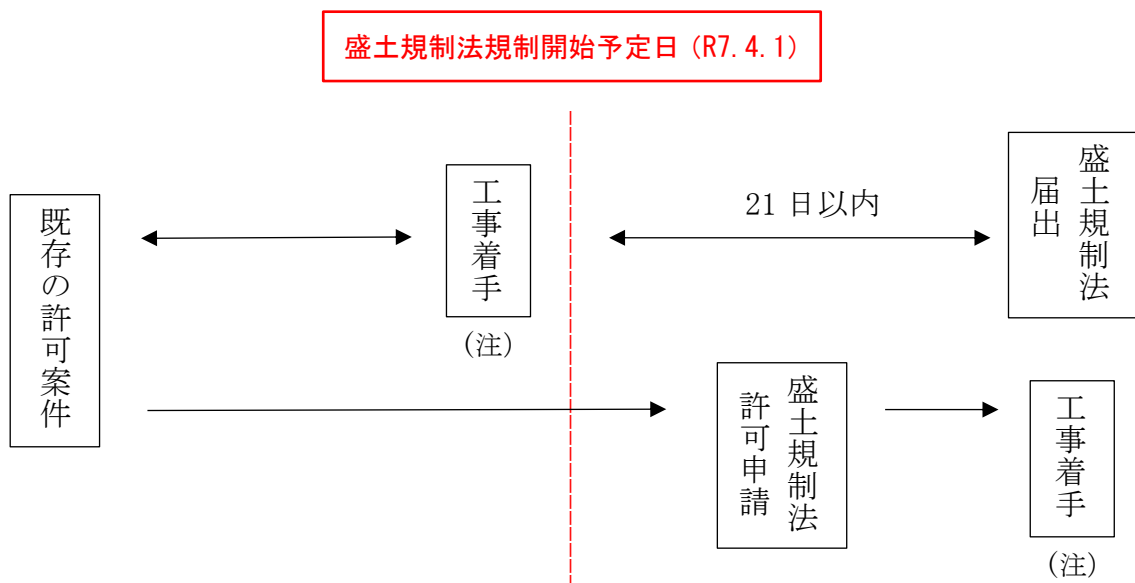 盛土規制法規制開始予定日（R7.4.1）
既存の許可案件
工事着手
（注）
21日以内
盛土規制法
届出
盛土規制法
許可申請
工事着手
（注）